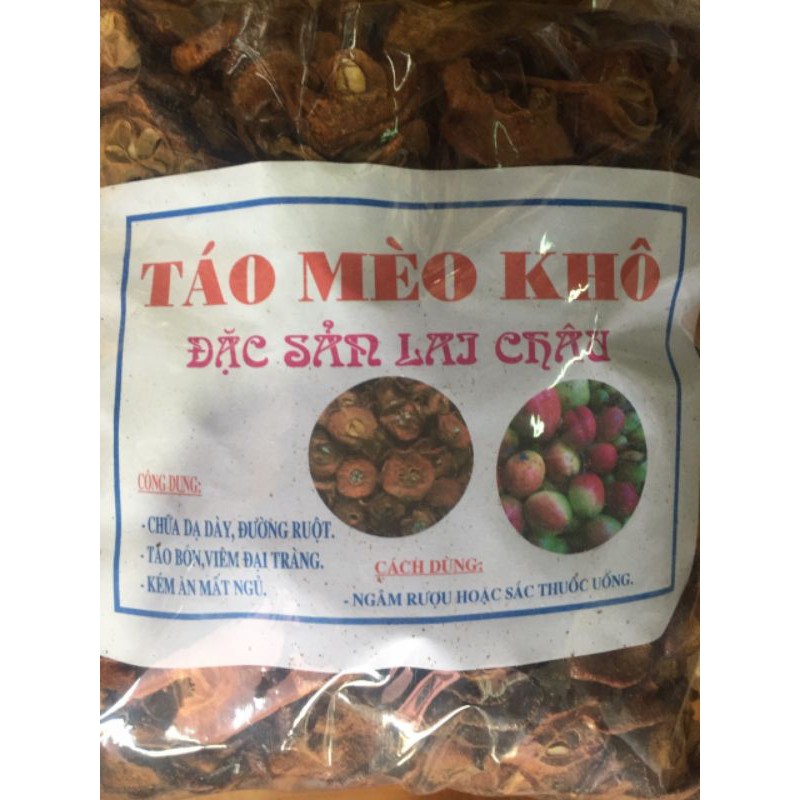 TÁO MÈO KHÔ
ĐẶC SẢN LAI CHÂU
CÔNG DỤNG:
- CHỮA DẠ DÀY, ĐƯỜNG RUỘT.
- TÁO BÓN,VIÊM ĐẠI TRÀNG.
- KÉM ĂN MẤT NGỦ.
CÁCH DÙNG:
- NGÂM RƯỢU HOẶC SẮC THUỐC UỐNG.